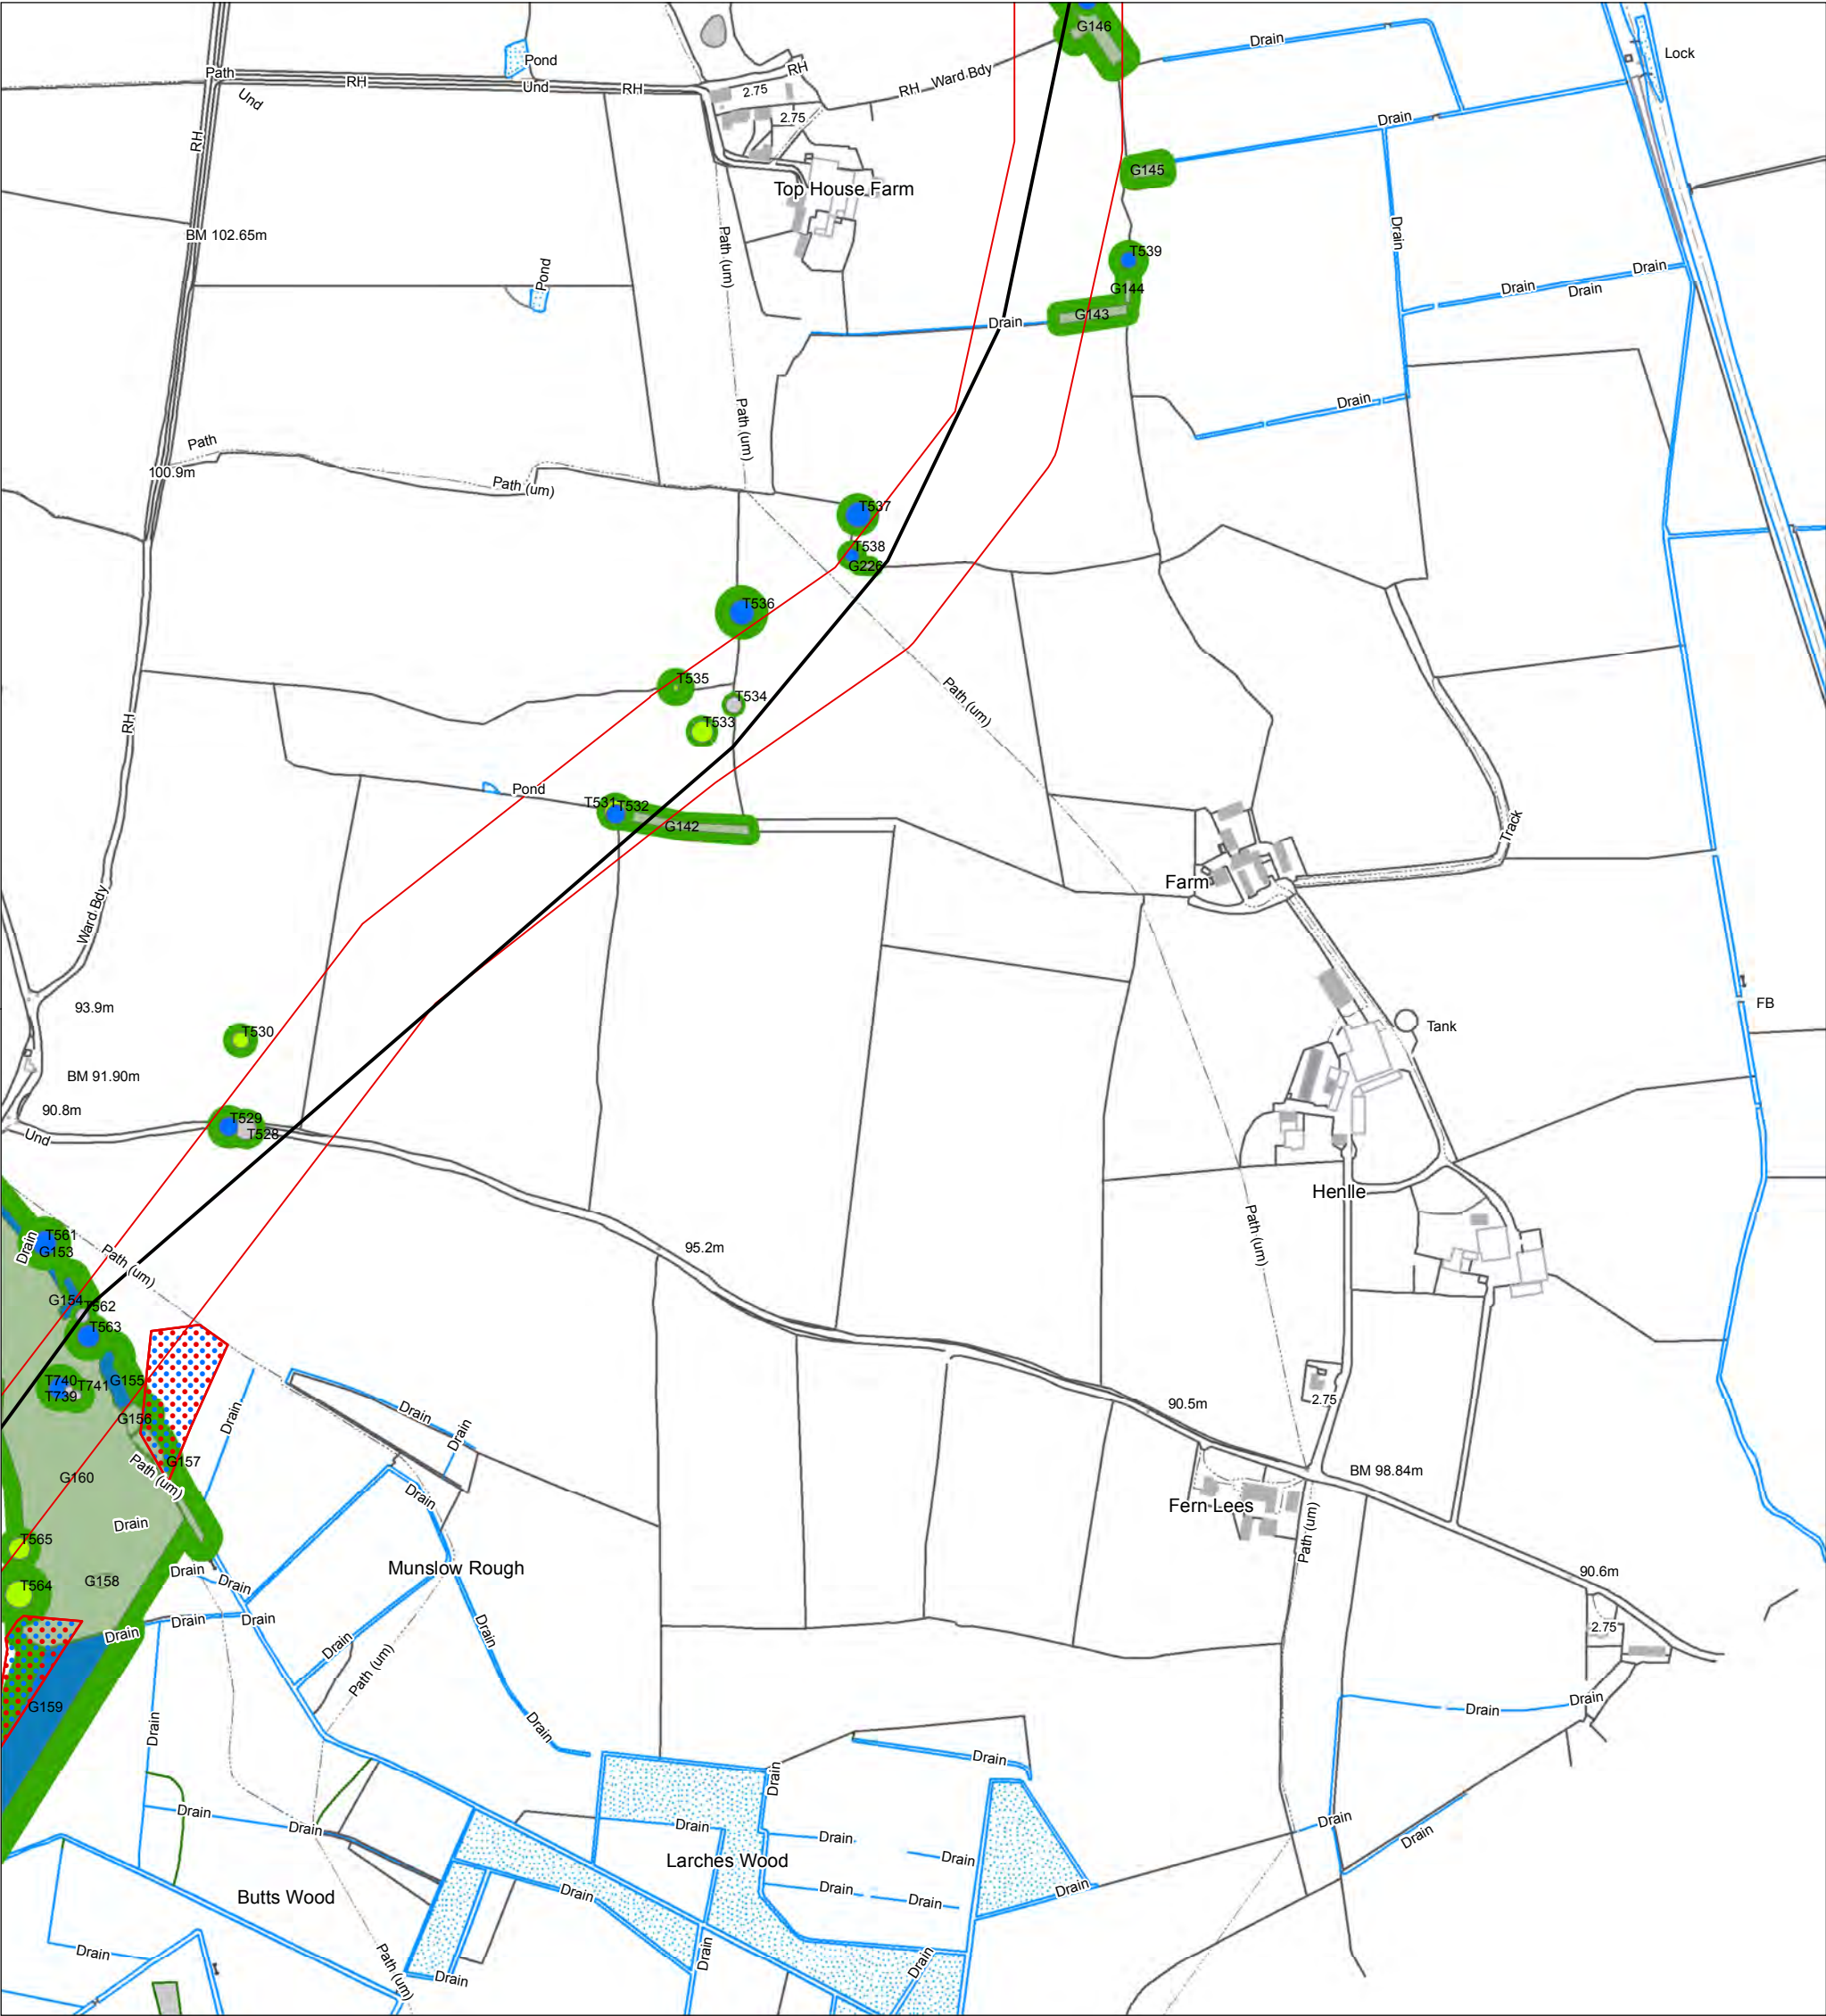 G146
Drain
Lock
Path
RH
Pond
Und
RH
RH
2.75
RH
Ward Bdy
Und
2.75
Drain
RH
G145
Top House Farm
BM 102.65m
Path (um)
Drain
T539
Pond
G144
Drain
Drain
Drain
G143
Drain
Path (um)
Drain
Path
100.9m
Path (um)
T537
T538
G226
T536
T535
T534
Path (um)
T533
RH
Pond
T531
T532
G142
Track
Farm
Ward Bdy
93.9m
FB
T530
Tank
BM 91.90m
90.8m
T529
Und
T528
Henlle
T561
Drain
G153
Path (um)
95.2m
Path (um)
G154
T562
T563
T740
T741
G155
T739
2.75
G156
Drain
Drain
90.5m
Drain
G157
G160
Path (um)
BM 98.84m
Drain
Fern Lees
Drain
Path (um)
T565
Munslow Rough
Drain
90.6m
T564
G158
Drain
Drain
Drain
Drain
2.75
Drain
Drain
Drain
Path (um)
G159
Drain
Drain
Drain
Drain
Drain
Drain
Drain
Drain
Drain
Drain
Drain
Drain
Larches Wood
Drain
Butts Wood
Drain
Drain
Drain
Drain
Drain
Path (um)
Drain
Drain
Drain